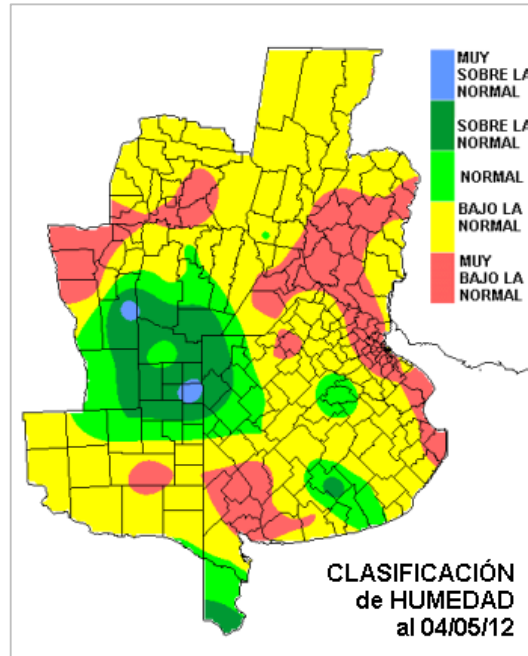 MUY
SOBRE LA
NORMAL
SOBRE LA
NORMAL
NORMAL
BAJO LA
NORMAL
MUY
BAJO LA
NORMAL
CLASIFICACIÓN
de HUMEDAD
al 04/05/12